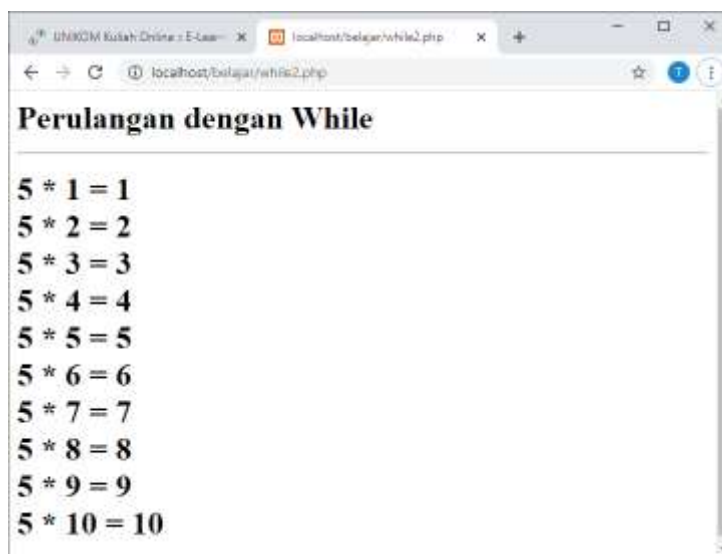 UNIKOM Kuliah Online : E-Lear
localhost/belajar/while2.php
localhost/belajar/while2.php
T
Perulangan dengan While
5 * 1 = 1
5 * 2 = 2
5 * 3 = 3
5 * 4 = 4
5 * 5 = 5
5 * 6 = 6
5 * 7 = 7
5 * 8 = 8
5 * 9 = 9
5 * 10 = 10